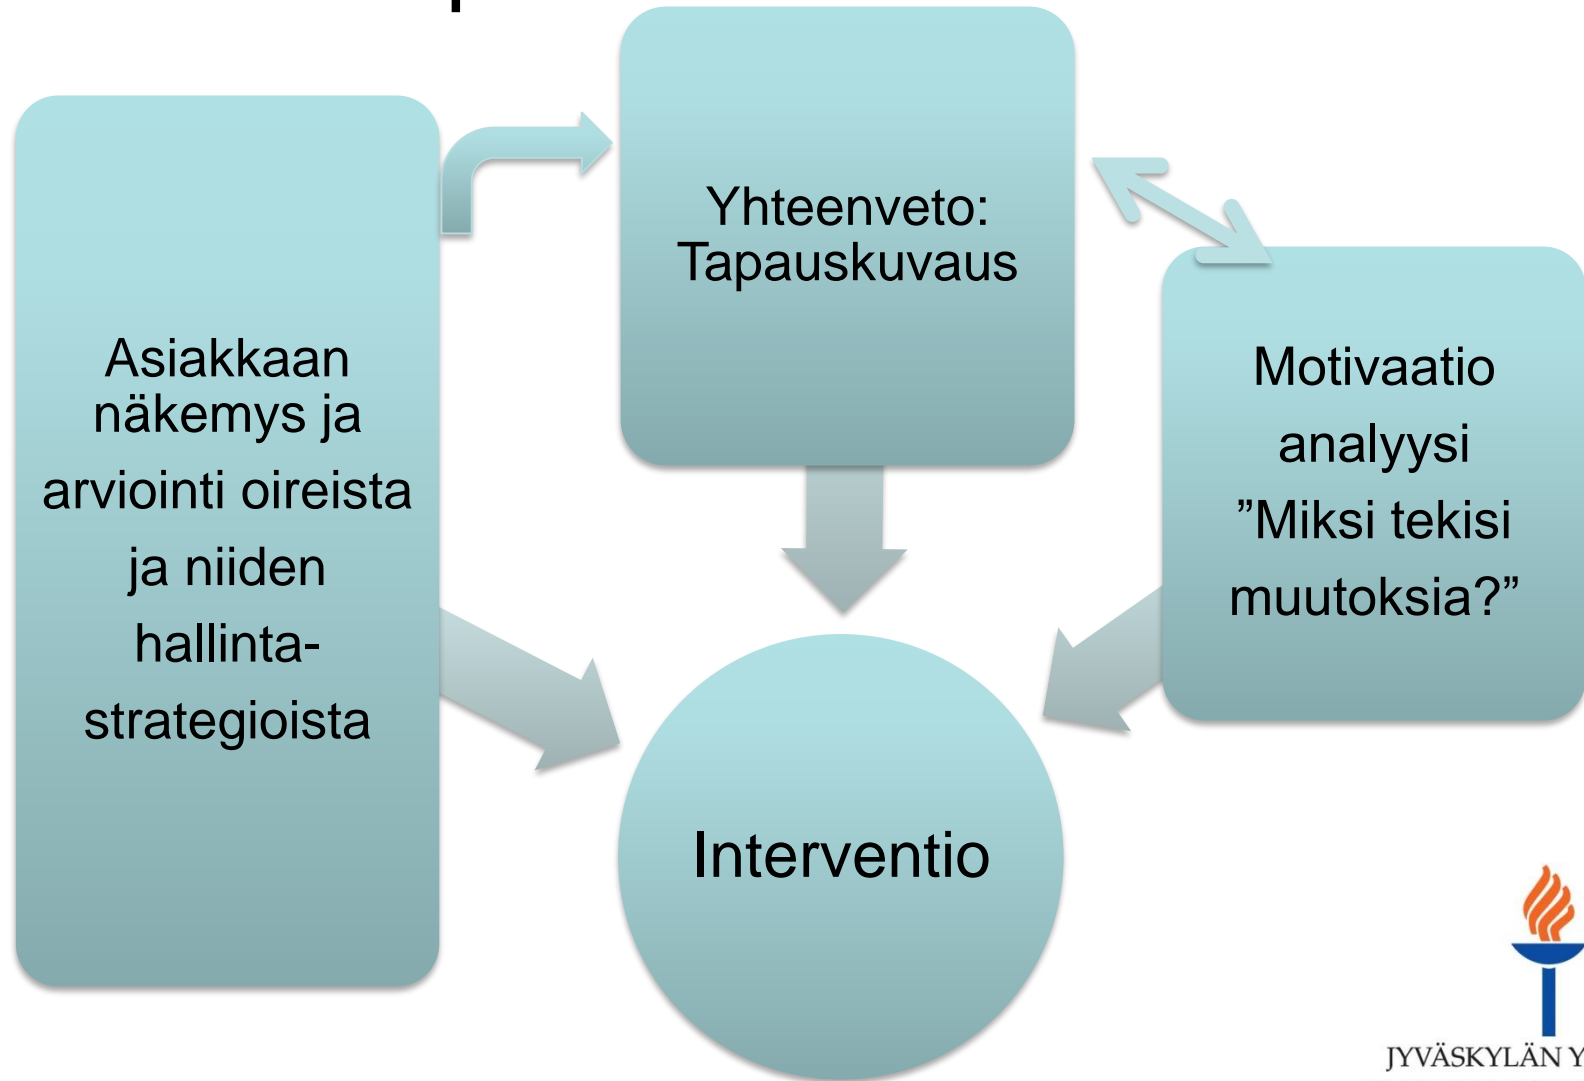 Asiakkaan
näkemys ja
arviointi oireista
ja niiden
hallinta-
strategioista
Yhteenveto:
Tapauskuvaus
Motivaatio
analyysi
”Miksi tekisi
muutoksia?”
Interventio
JYVÄSKYLÄN Y